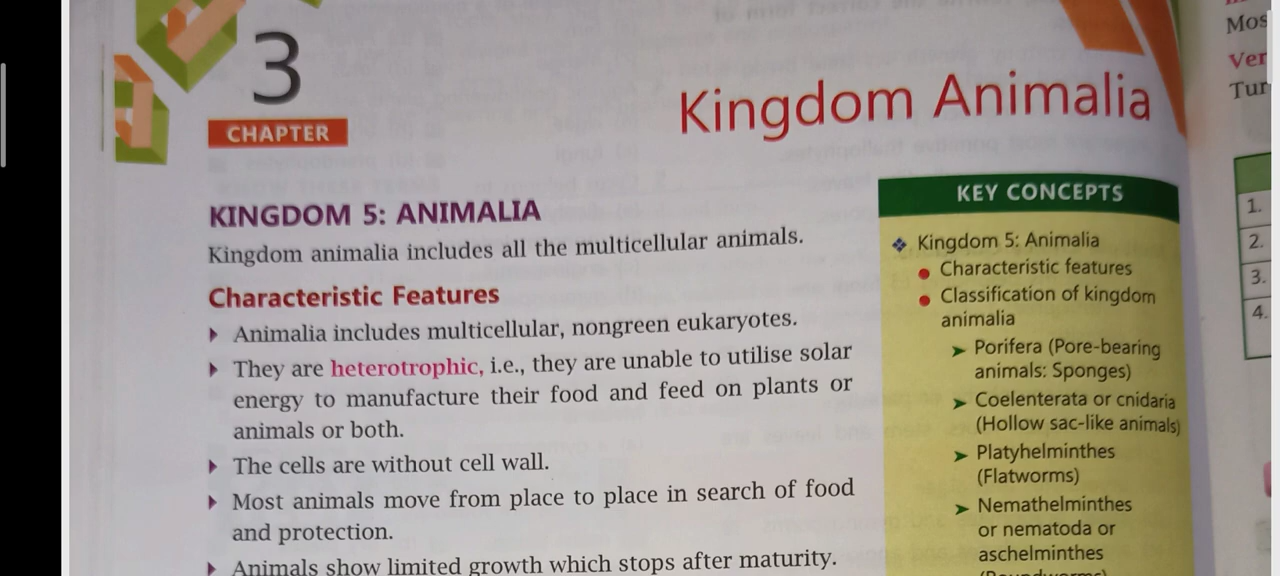 3
CHAPTER
Kingdom Animalia
KINGDOM 5: ANIMALIA
Kingdom animalia includes all the multicellular animals.
Characteristic Features
Animalia includes multicellular, nongreen eukaryotes.
They are heterotrophic, i.e., they are unable to utilise solar
energy to manufacture their food and feed on plants or
animals or both.
The cells are without cell wall.
Most animals move from place to place in search of food
and protection.
Animals show limited growth which stops after maturity.
KEY CONCEPTS
Kingdom 5: Animalia
Characteristic features
Classification of kingdom
animalia
Porifera (Pore-bearing
animals: Sponges)
Coelenterata or cnidaria
(Hollow sac-like animals)
Platyhelminthes
(Flatworms)
Nemathelminthes
or nematoda or
aschelminthes
(Roundworms)
Mos
Ver
Tur
1.
2.
3.
4.